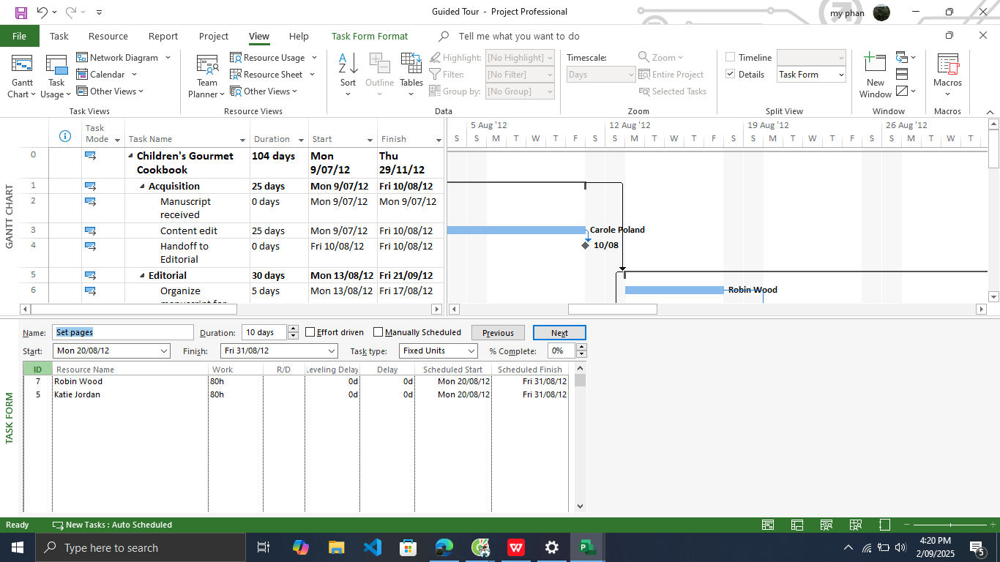 Guided Tour - Project Professional
my phan
File Task Resource Report Project View Help Task Form Format Tell me what you want to do
Gantt Chart
Task Usage
Network Diagram
Calendar
Other Views
Task Views
Team Planner
Resource Usage
Resource Sheet
Other Views
Resource Views
Sort
Outline
Tables
Highlight: [No Highlight]
Filter: [No Filter]
Group by: [No Group]
Data
Timescale:
Days
Zoom
Entire Project
Selected Tasks
Zoom
Timeline
Details Task Form
Split View
New Window
Window
Macros
Macros
GANTT CHART
Task Mode Task Name Duration Start Finish
5 Aug '12 12 Aug '12 19 Aug '12 26 Aug '12
S S M T W T F S S M T W T F S S M T W T F S S M T W T
0 Children's Gourmet Cookbook 104 days Mon 9/07/12 Thu 29/11/12
1 Acquisition 25 days Mon 9/07/12 Fri 10/08/12
2 Manuscript received 0 days Mon 9/07/12 Mon 9/07/12
3 Content edit 25 days Mon 9/07/12 Fri 10/08/12
Carole Poland
4 Handoff to Editorial 0 days Fri 10/08/12 Fri 10/08/12
10/08
5 Editorial 30 days Mon 13/08/12 Fri 21/09/12
6 Organize 5 days Mon 13/08/12 Fri 17/08/12
Robin Wood
TASK FORM
Name: Set pages Duration: 10 days Effort driven Manually Scheduled Previous Next
Start: Mon 20/08/12 Finish: Fri 31/08/12 Task type: Fixed Units % Complete: 0%
ID Resource Name Work R/D Leveling Delay Delay Scheduled Start Scheduled Finish
7 Robin Wood 80h 0d 0d Mon 20/08/12 Fri 31/08/12
5 Katie Jordan 80h 0d 0d Mon 20/08/12 Fri 31/08/12
Ready New Tasks : Auto Scheduled
Type here to search
4:20 PM
2/09/2025
5